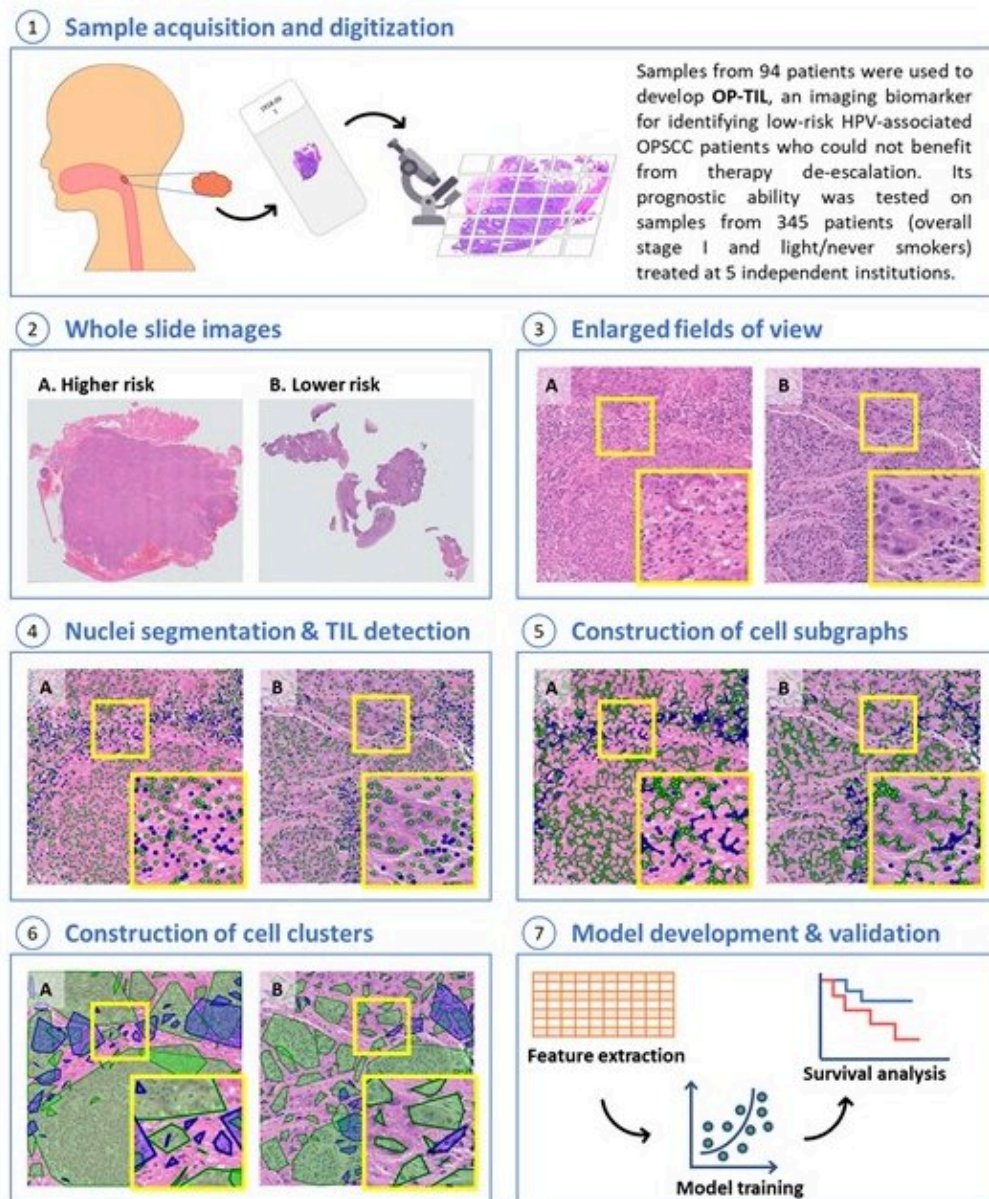 1 Sample acquisition and digitization
Samples from 94 patients were used to
develop OP-TIL, an imaging biomarker
for identifying low-risk HPV-associated
OPSCC patients who could not benefit
from therapy de-escalation. Its
prognostic ability was tested on
samples from 345 patients (overall
stage I and light/never smokers)
treated at 5 independent institutions.
2 Whole slide images
A. Higher risk
B. Lower risk
3 Enlarged fields of view
A
B
4 Nuclei segmentation & TIL detection
A
B
5 Construction of cell subgraphs
A
B
6 Construction of cell clusters
A
B
7 Model development & validation
Feature extraction
Survival analysis
Model training